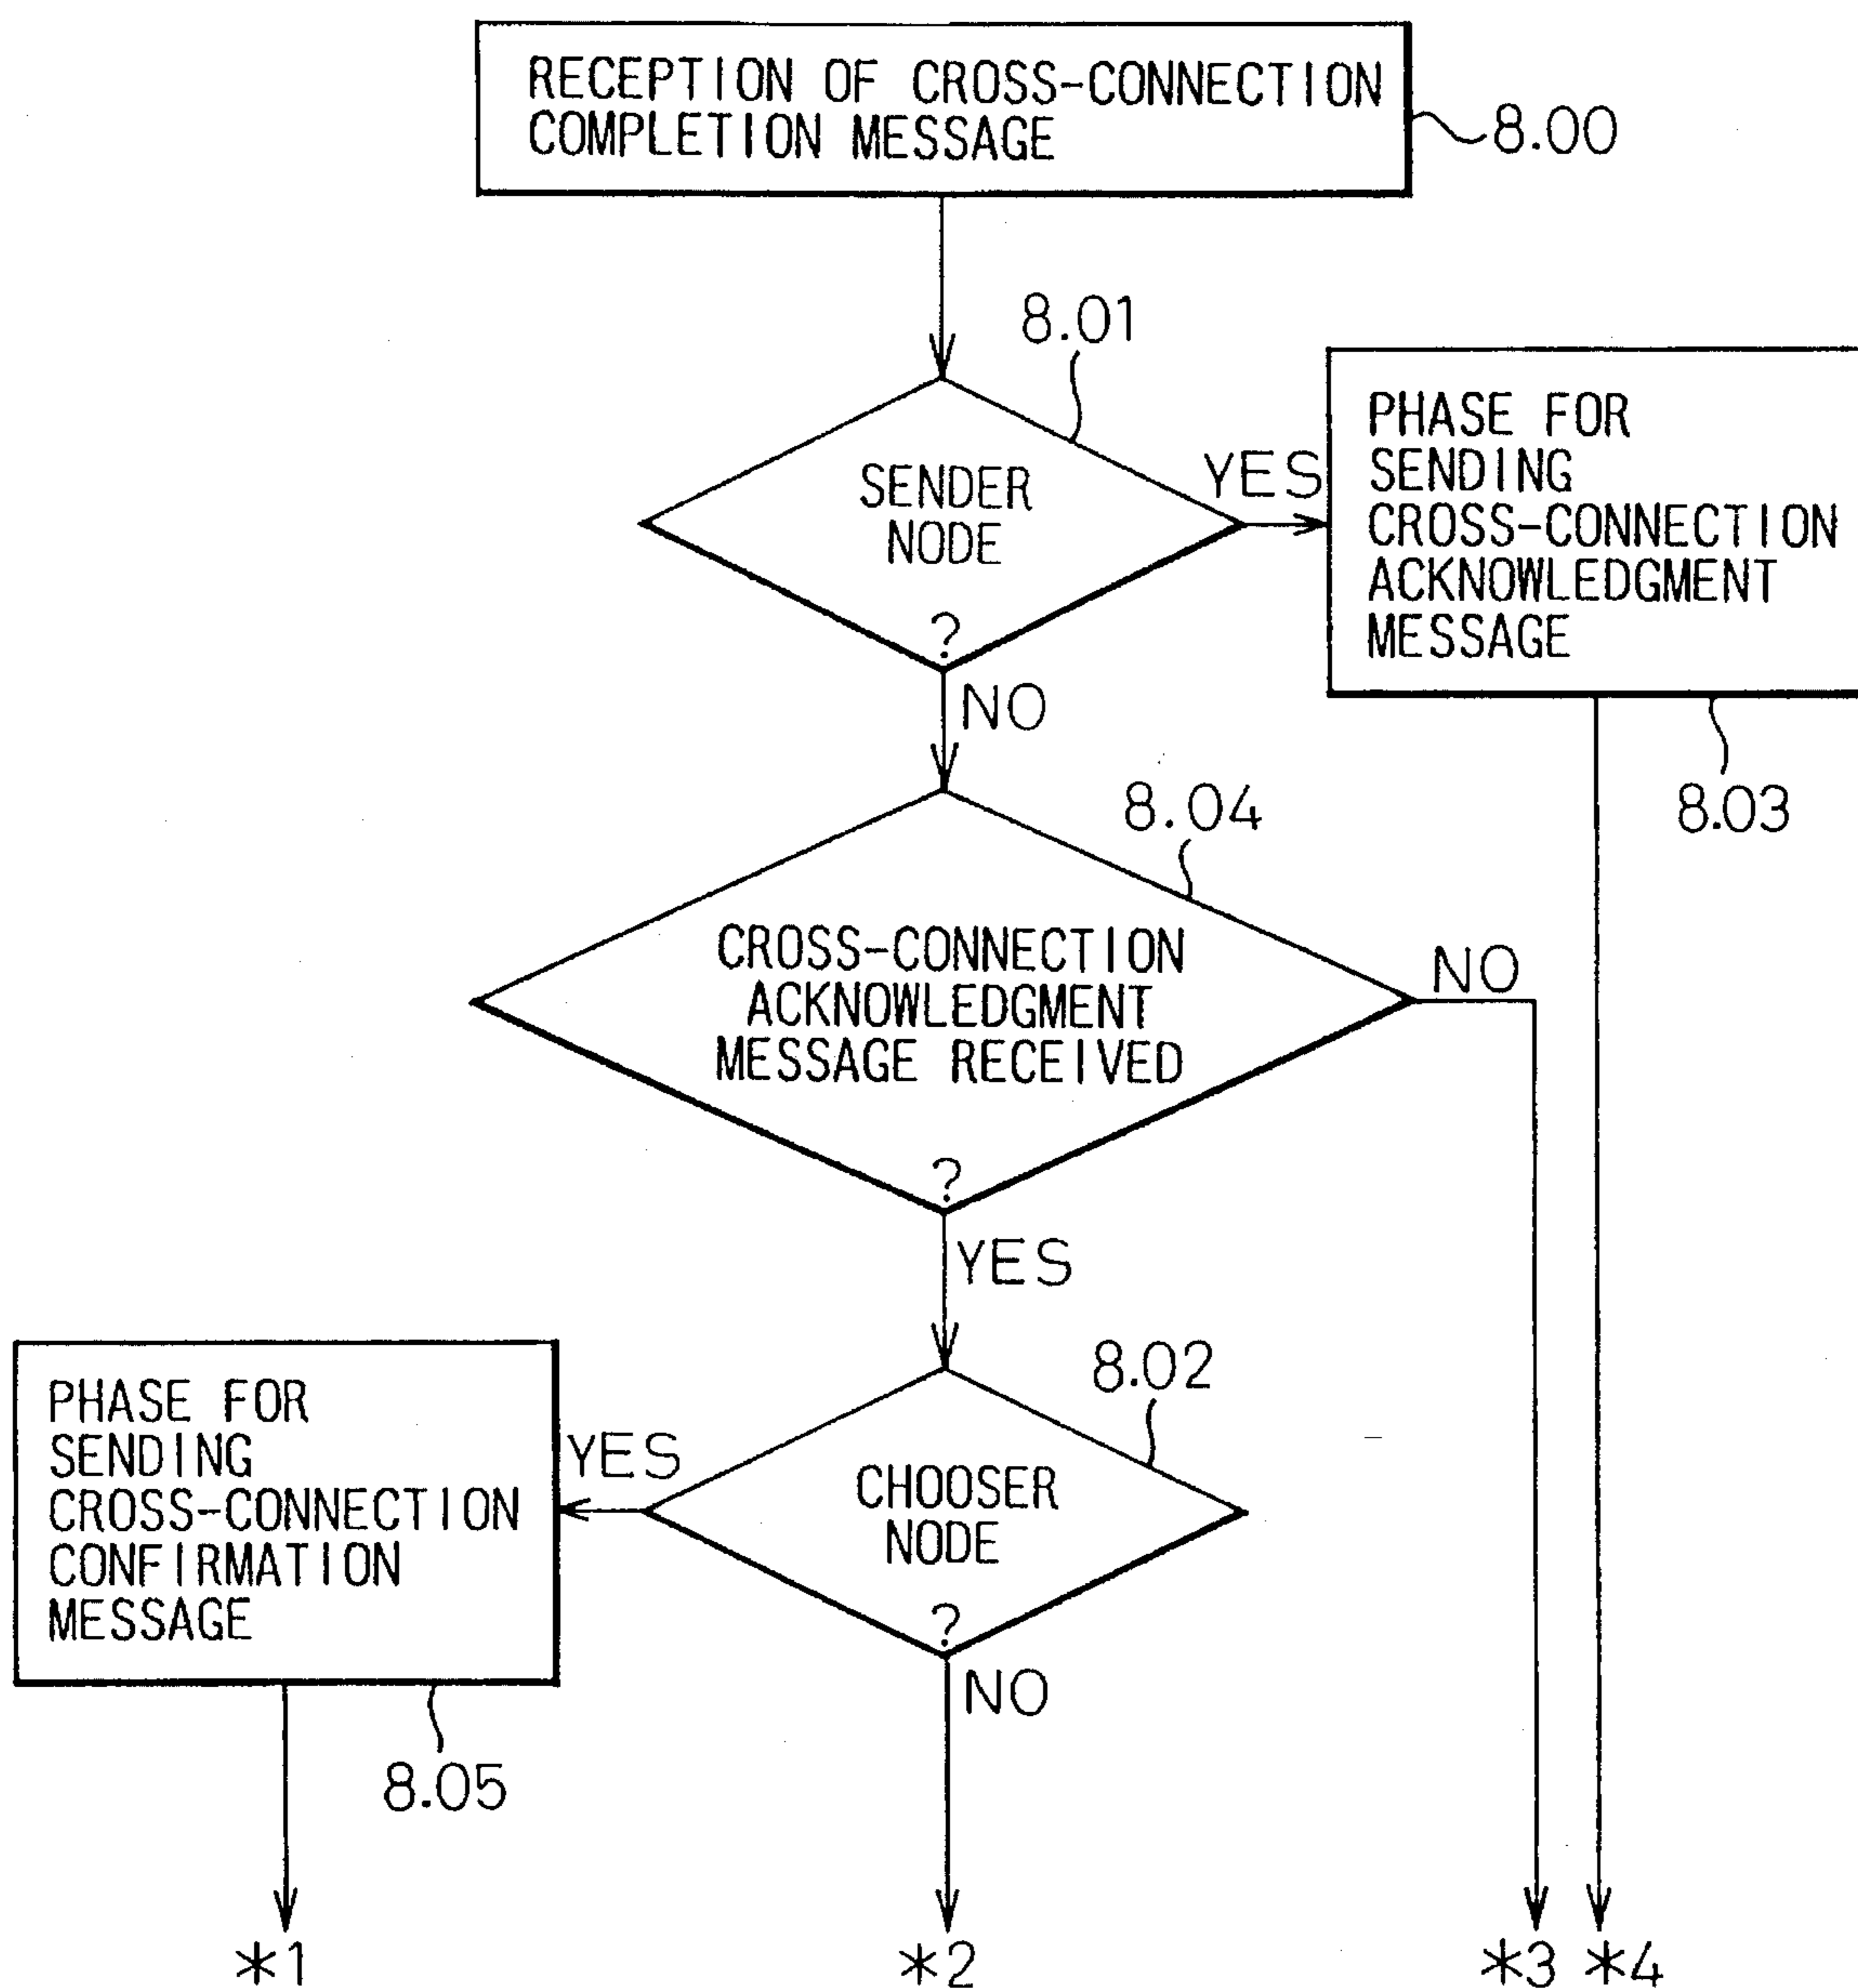 RECEPTION OF CROSS-CONNECTION
COMPLETION MESSAGE
8.00
8.01
SENDER
NODE
?
YES
PHASE FOR
SENDING
CROSS-CONNECTION
ACKNOWLEDGMENT
MESSAGE
8.03
NO
8.04
CROSS-CONNECTION
ACKNOWLEDGMENT
MESSAGE RECEIVED
?
NO
YES
8.02
CHOOSER
NODE
?
YES
PHASE FOR
SENDING
CROSS-CONNECTION
CONFIRMATION
MESSAGE
8.05
NO
*1
*2
*3
*4